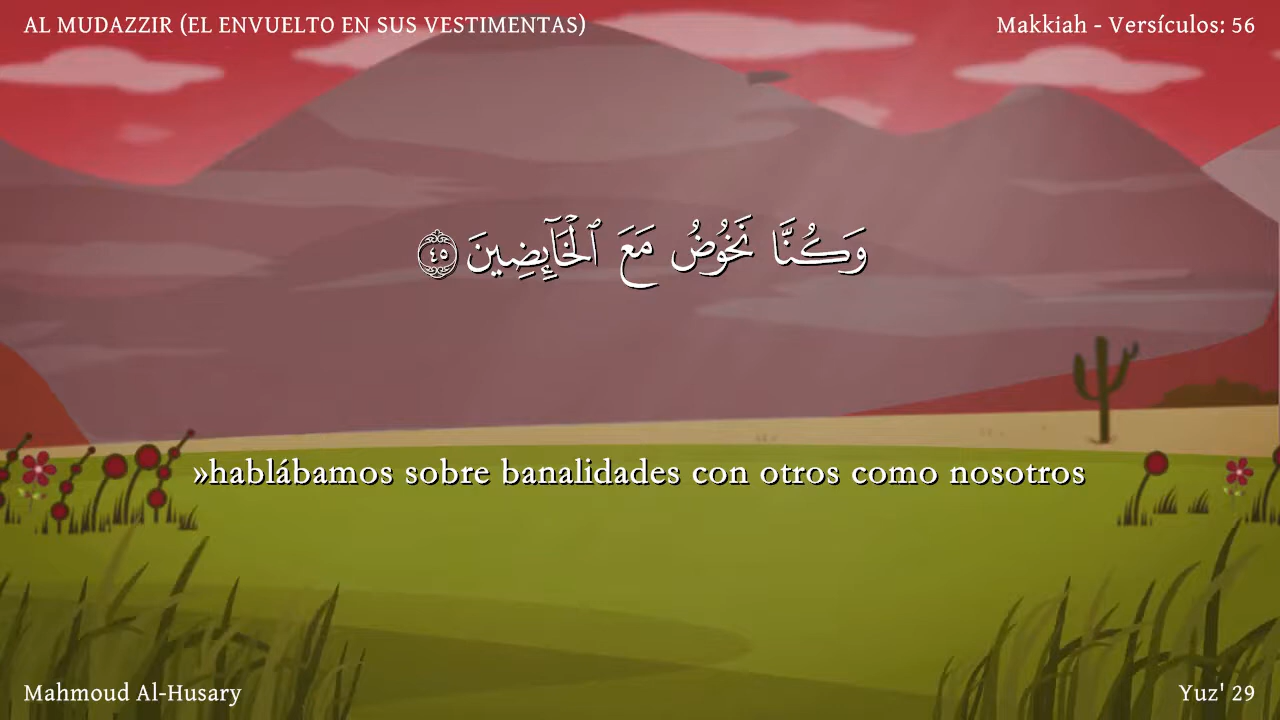 AL MUDAZZIR (EL ENVUELTO EN SUS VESTIMENTAS)
Makkiah - Versículos: 56
وَكُنَّا نَخُوضُ مَعَ ٱلْخَآئِضِينَ ٤٥
»hablábamos sobre banalidades con otros como nosotros
Mahmoud Al-Husary
Yuz' 29